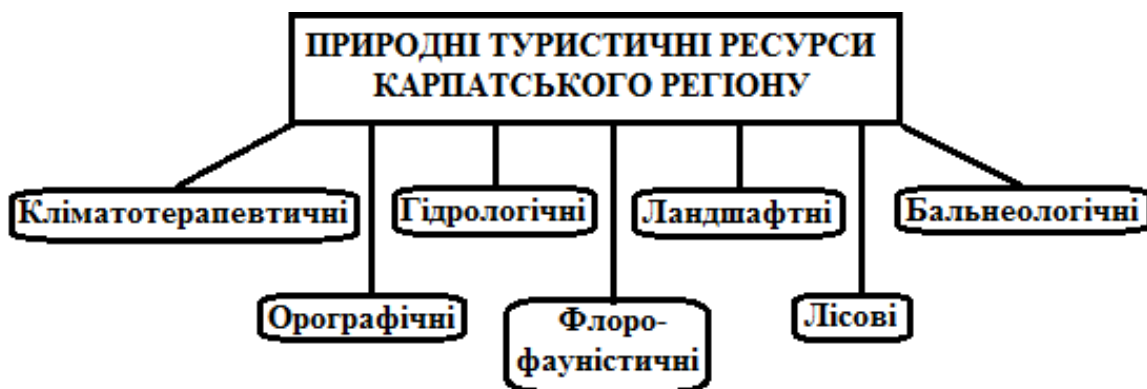 ПРИРОДНІ ТУРИСТИЧНІ РЕСУРСИ
КАРПАТСЬКОГО РЕГІОНУ
Кліматотерапевтичні
Гідрологічні
Ландшафтні
Бальнеологічні
Орографічні
Флоро-
фауністичні
Лісові